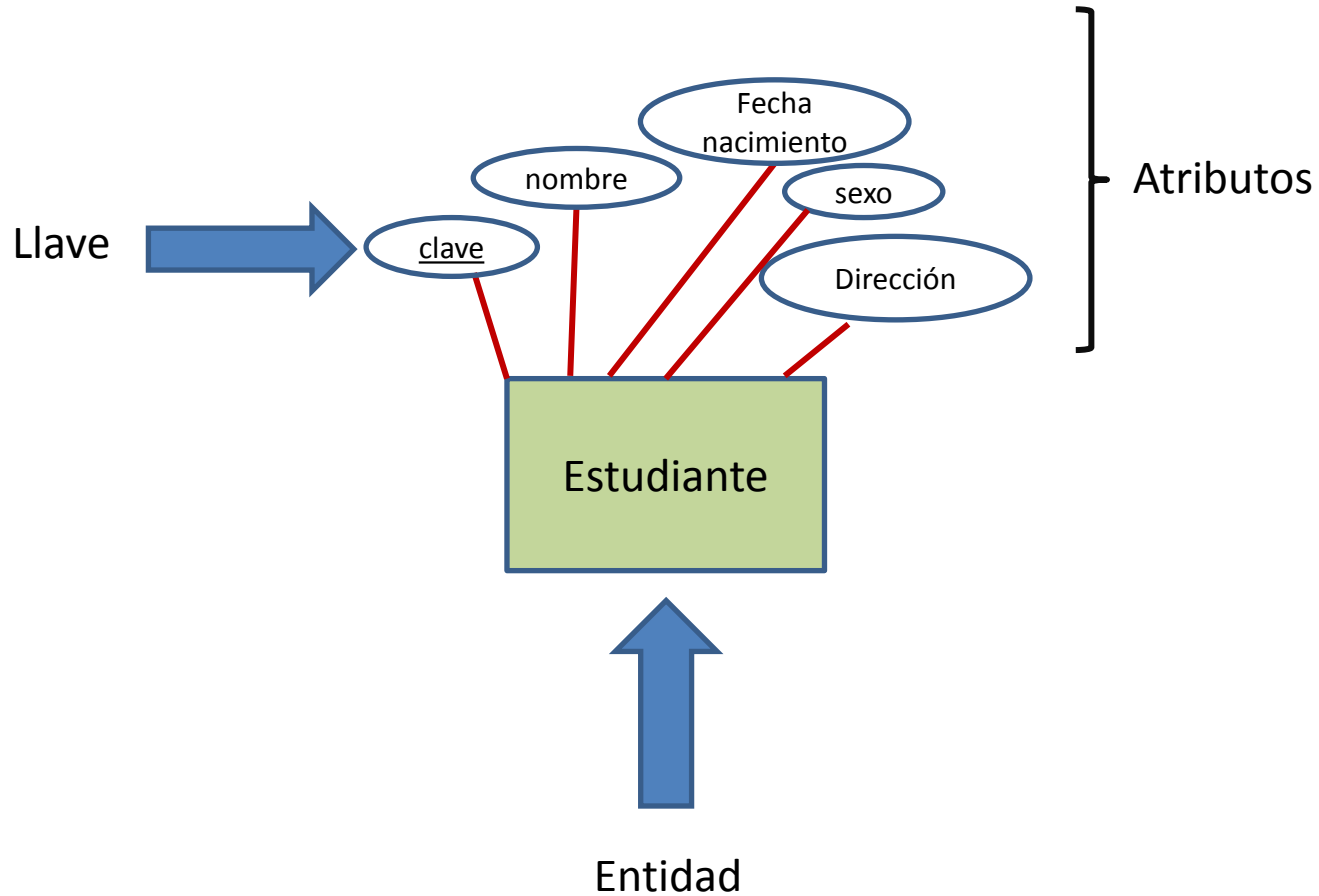 Fecha
nacimiento
nombre
sexo
Atributos
Llave
clave
Dirección
Estudiante
Entidad